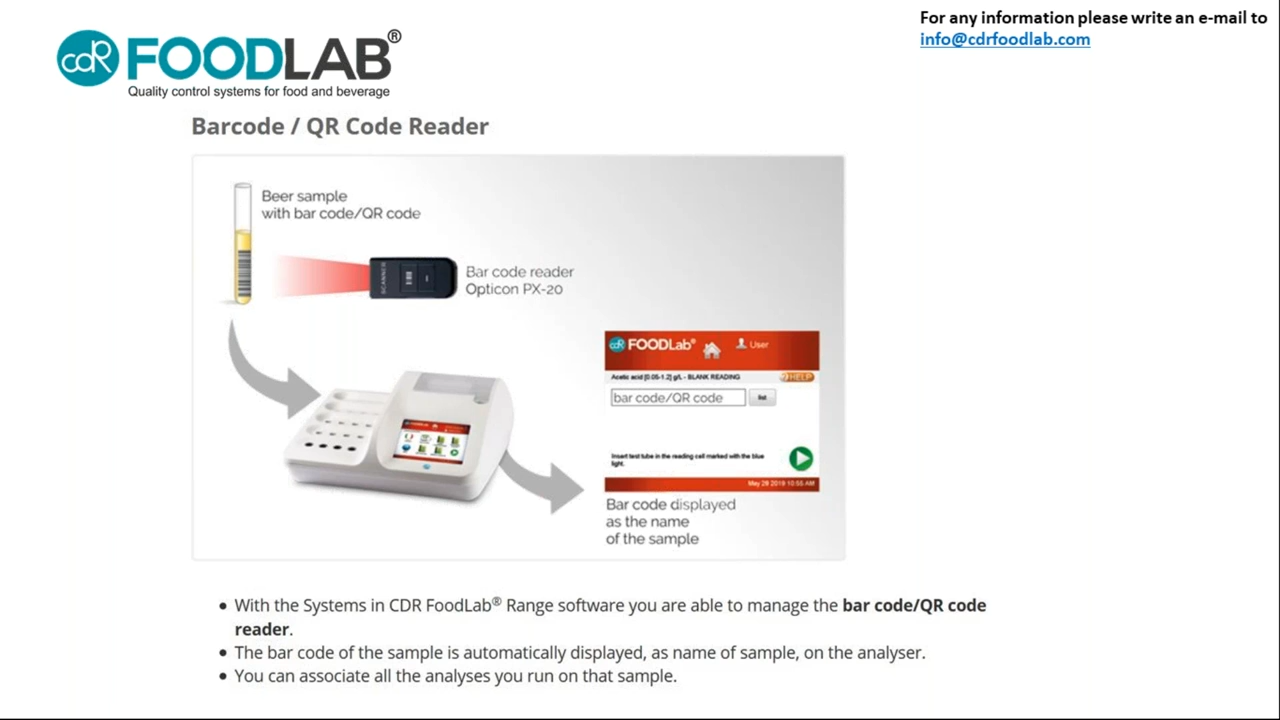 For any information please write an e-mail to
info@cdrfoodlab.com
cdR FOODLAB®
Quality control systems for food and beverage
Barcode / QR Code Reader
Beer sample
with bar code/QR code
SCANNER
Bar code reader
Opticon PX-20
cdR FOODLab®
User
Acetic acid [0.05-1.2] g/L - BLANK READING
HELP
bar code/QR code
list
Insert test tube in the reading cell marked with the blue
light.
May 29 2019 10:55 AM
Bar code displayed
as the name
of the sample
• With the Systems in CDR FoodLab® Range software you are able to manage the bar code/QR code
reader.
• The bar code of the sample is automatically displayed, as name of sample, on the analyser.
• You can associate all the analyses you run on that sample.